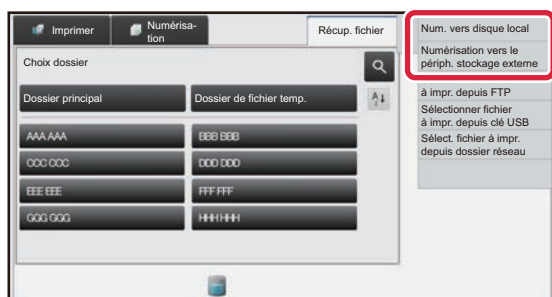 Imprimer
Numérisa-
tion
Récup. fichier
Choix dossier
Dossier principal
Dossier de fichier temp.
AAA AAA
BBB BBB
CCC CCC
DDD DDD
EEE EEE
FFF FFF
GGG GGG
HHH HHH
Num. vers disque local
Numérisation vers le
périph. stockage externe
à impr. depuis FTP
Sélectionner fichier
à impr. depuis clé USB
Sélect. fichier à impr.
depuis dossier réseau